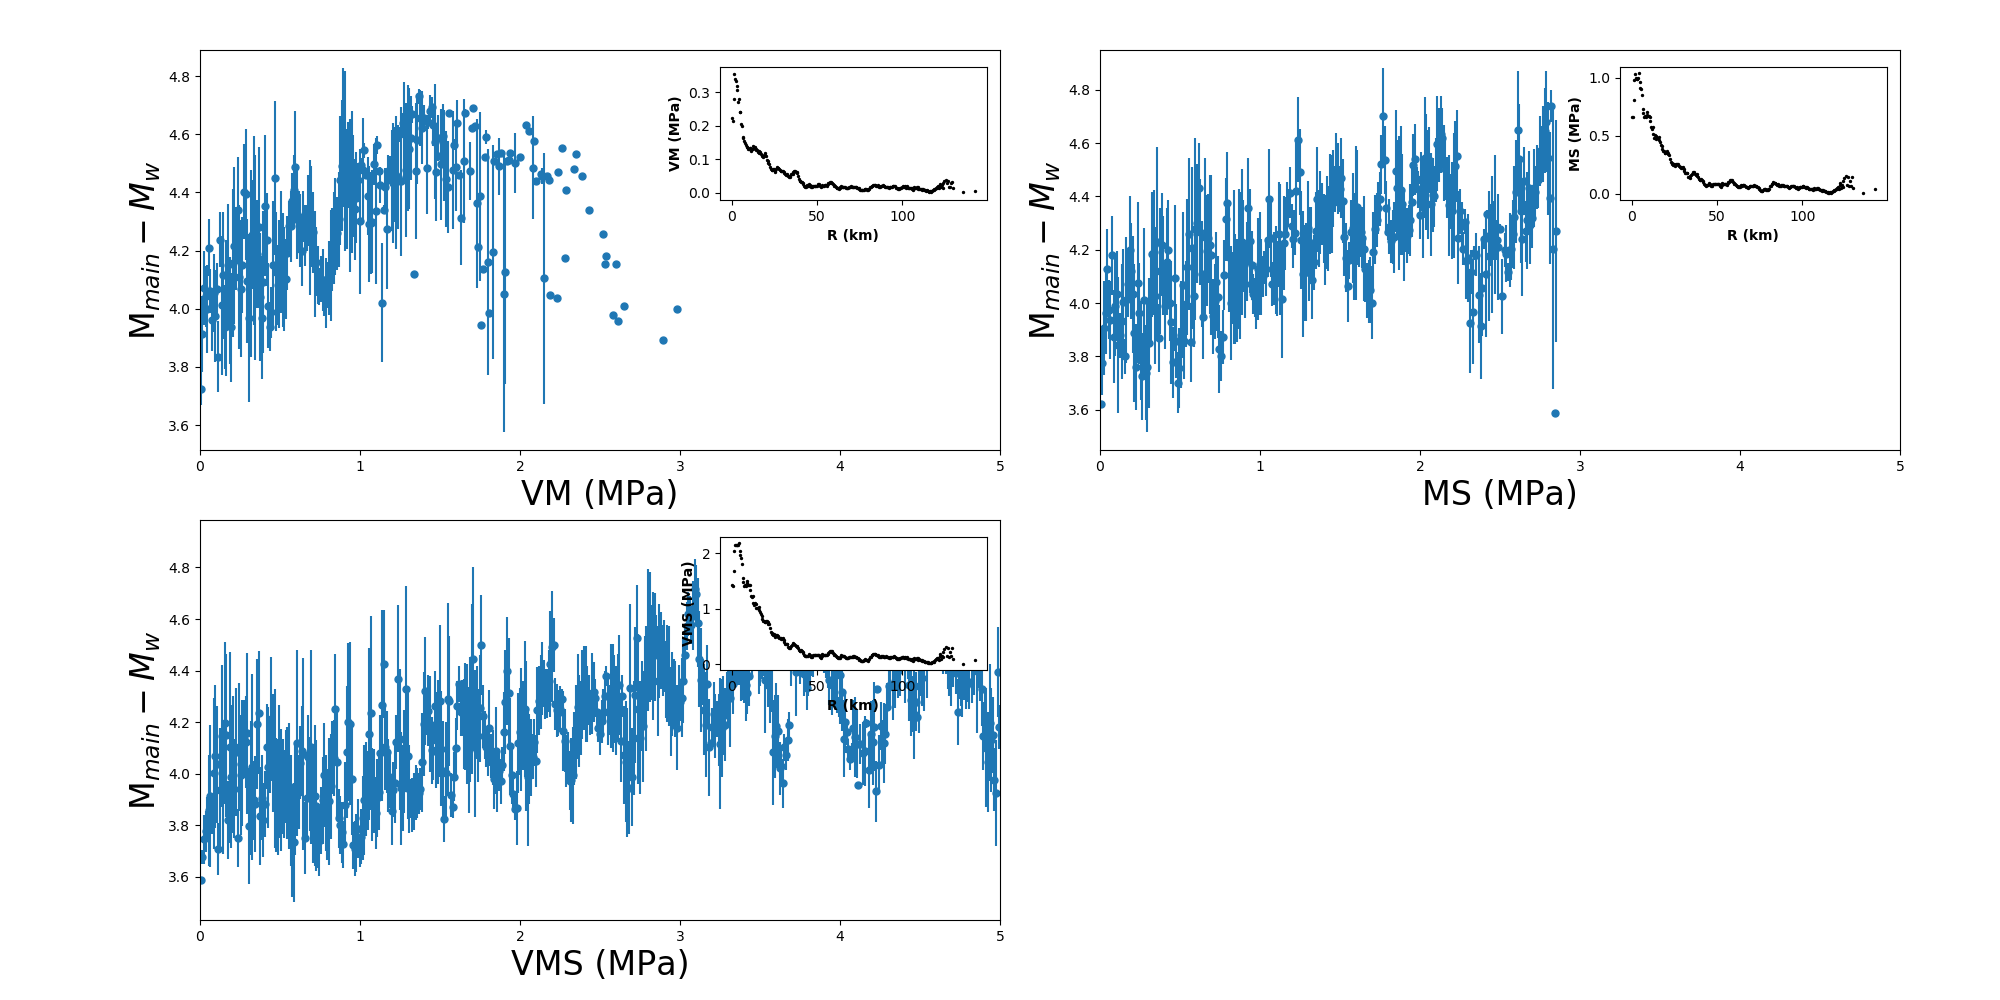 4.8
4.6
4.4
4.2
4.0
3.8
3.6
M_main − M_w
0 1 2 3 4 5
VM (MPa)
0.3
0.2
0.1
0.0
VM (MPa)
0 50 100
R (km)
4.8
4.6
4.4
4.2
4.0
3.8
3.6
M_main − M_w
0 1 2 3 4 5
MS (MPa)
1.0
0.5
0.0
MS (MPa)
0 50 100
R (km)
4.8
4.6
4.4
4.2
4.0
3.8
3.6
M_main − M_w
0 1 2 3 4 5
VMS (MPa)
2
1
0
VMS (MPa)
0 50 100
R (km)